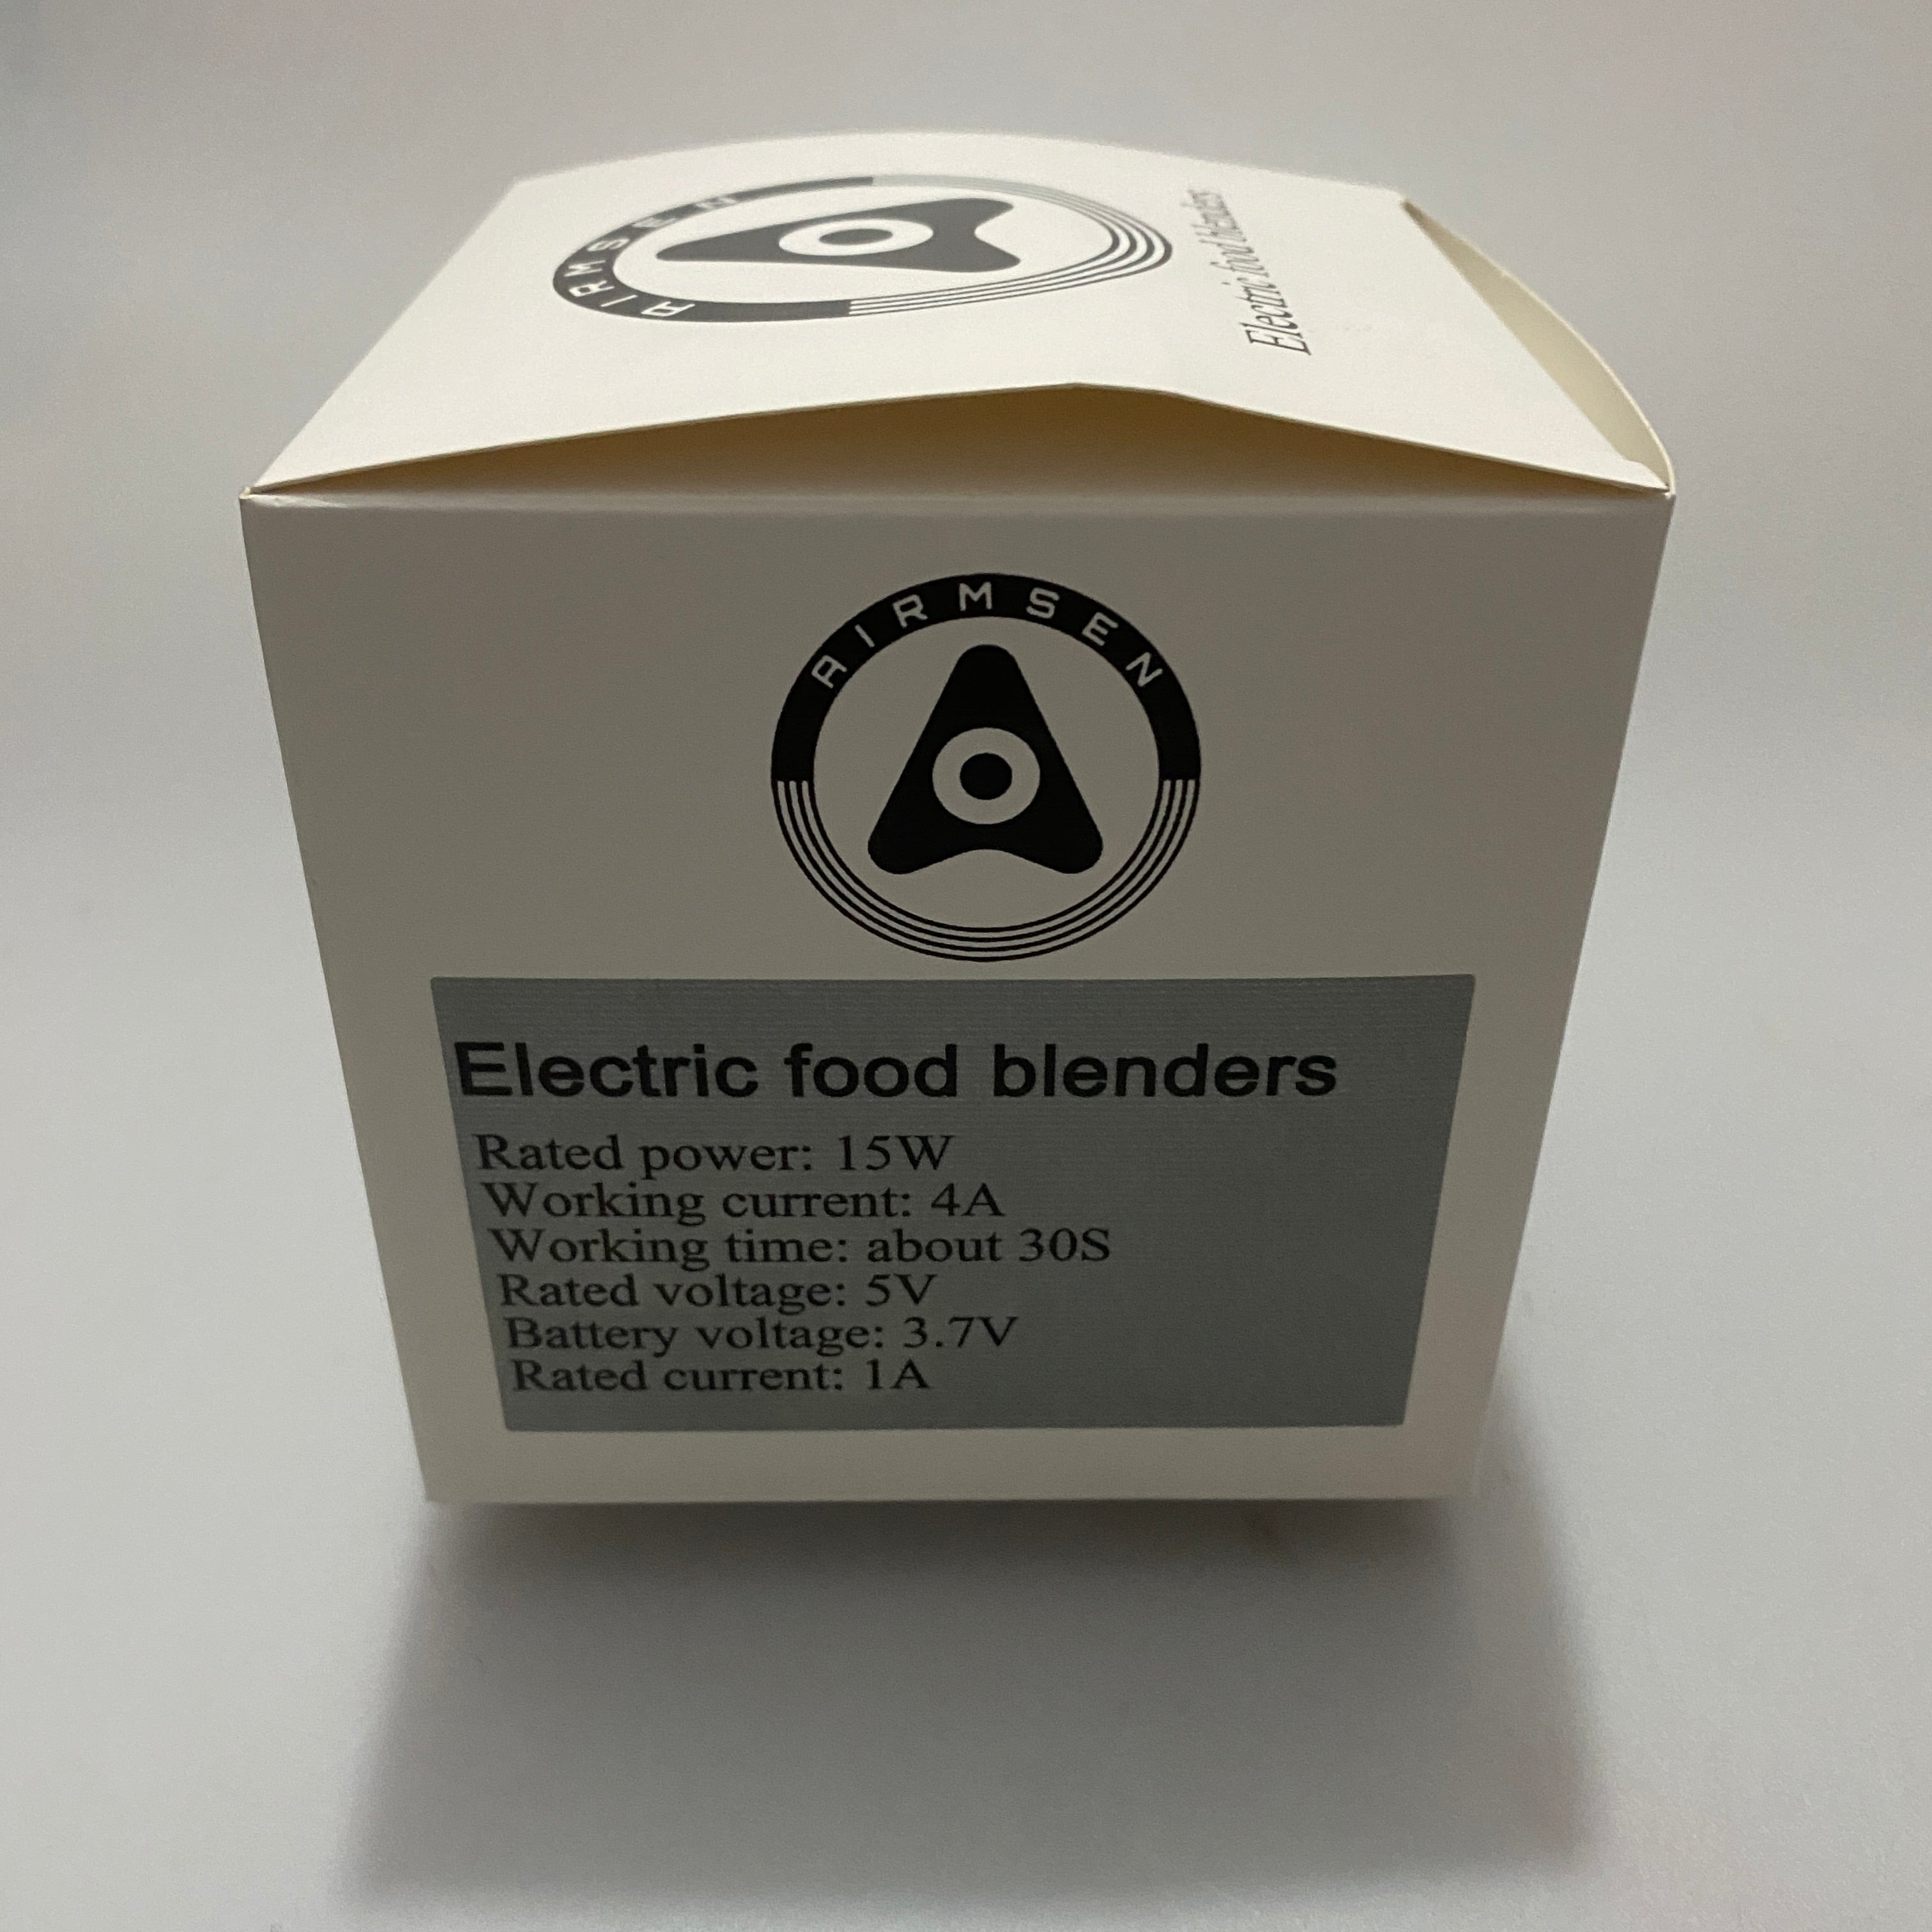 AIRMSEN
Electric food blenders
AIRMSEN
Electric food blenders
Rated power: 15W
Working current: 4A
Working time: about 30S
Rated voltage: 5V
Battery voltage: 3.7V
Rated current: 1A